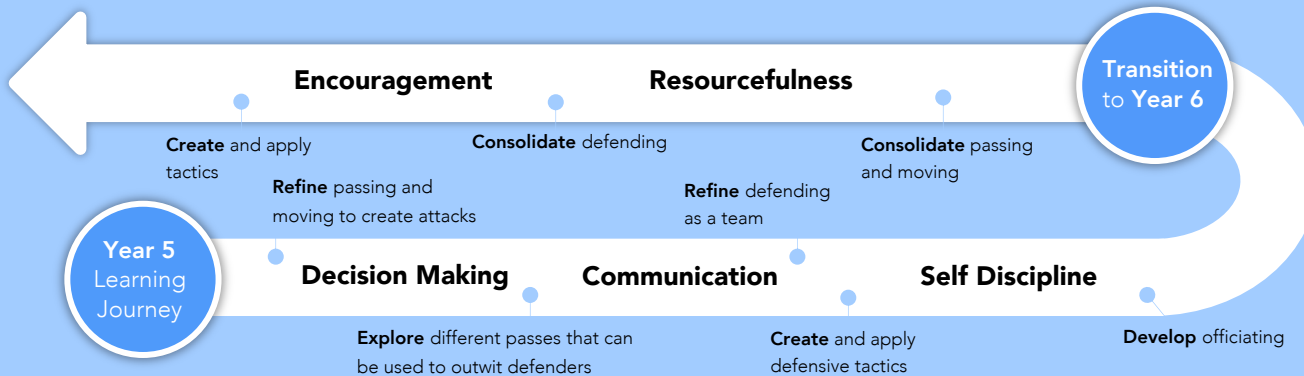 Encouragement
Resourcefulness
Transition
to Year 6
Create and apply
tactics
Consolidate defending
Consolidate passing
and moving
Refine passing and
moving to create attacks
Refine defending
as a team
Year 5
Learning
Journey
Decision Making
Communication
Self Discipline
Explore different passes that can
be used to outwit defenders
Create and apply
defensive tactics
Develop officiating